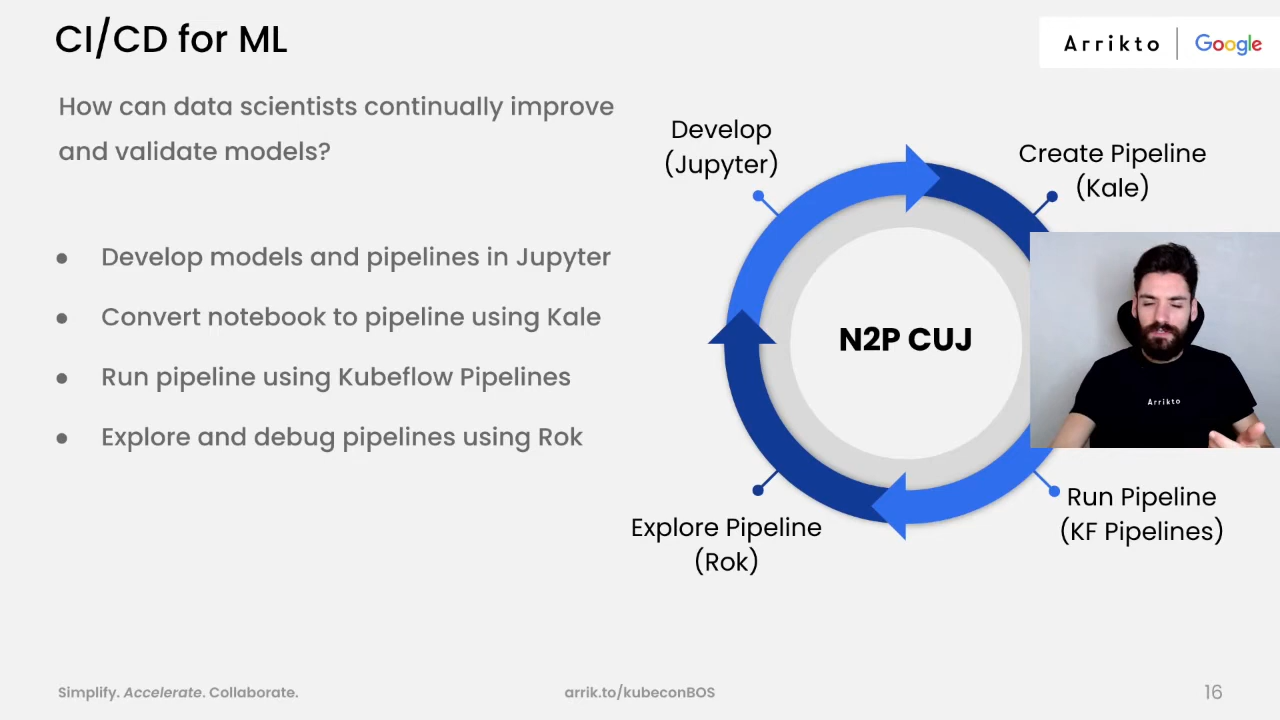 CI/CD for ML
Arrikto | Google
How can data scientists continually improve
and validate models?
● Develop models and pipelines in Jupyter
● Convert notebook to pipeline using Kale
● Run pipeline using Kubeflow Pipelines
● Explore and debug pipelines using Rok
Develop
(Jupyter)
Create Pipeline
(Kale)
N2P CUJ
Arrikto
Run Pipeline
(KF Pipelines)
Explore Pipeline
(Rok)
Simplify. Accelerate. Collaborate.
arrik.to/kubeconBOS
16